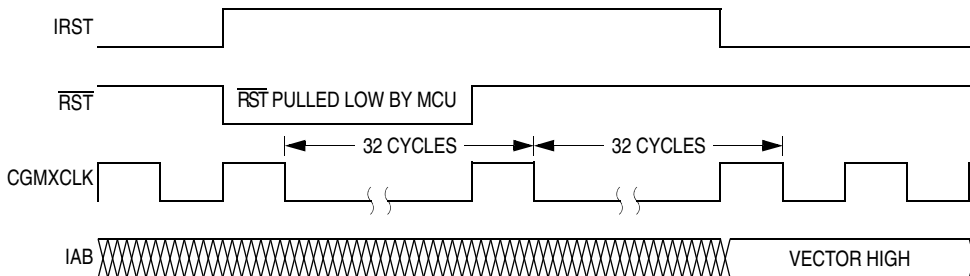 IRST
RST
RST PULLED LOW BY MCU
32 CYCLES
32 CYCLES
CGMXCLK
IAB
VECTOR HIGH